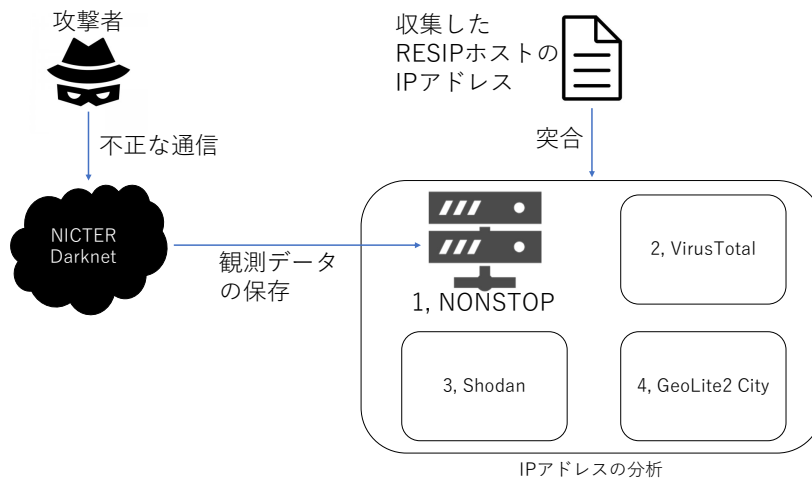 攻撃者
収集した
RESIPホストの
IPアドレス
不正な通信
突合
NICTER
Darknet
観測データ
の保存
1, NONSTOP
2, VirusTotal
3, Shodan
4, GeoLite2 City
IPアドレスの分析